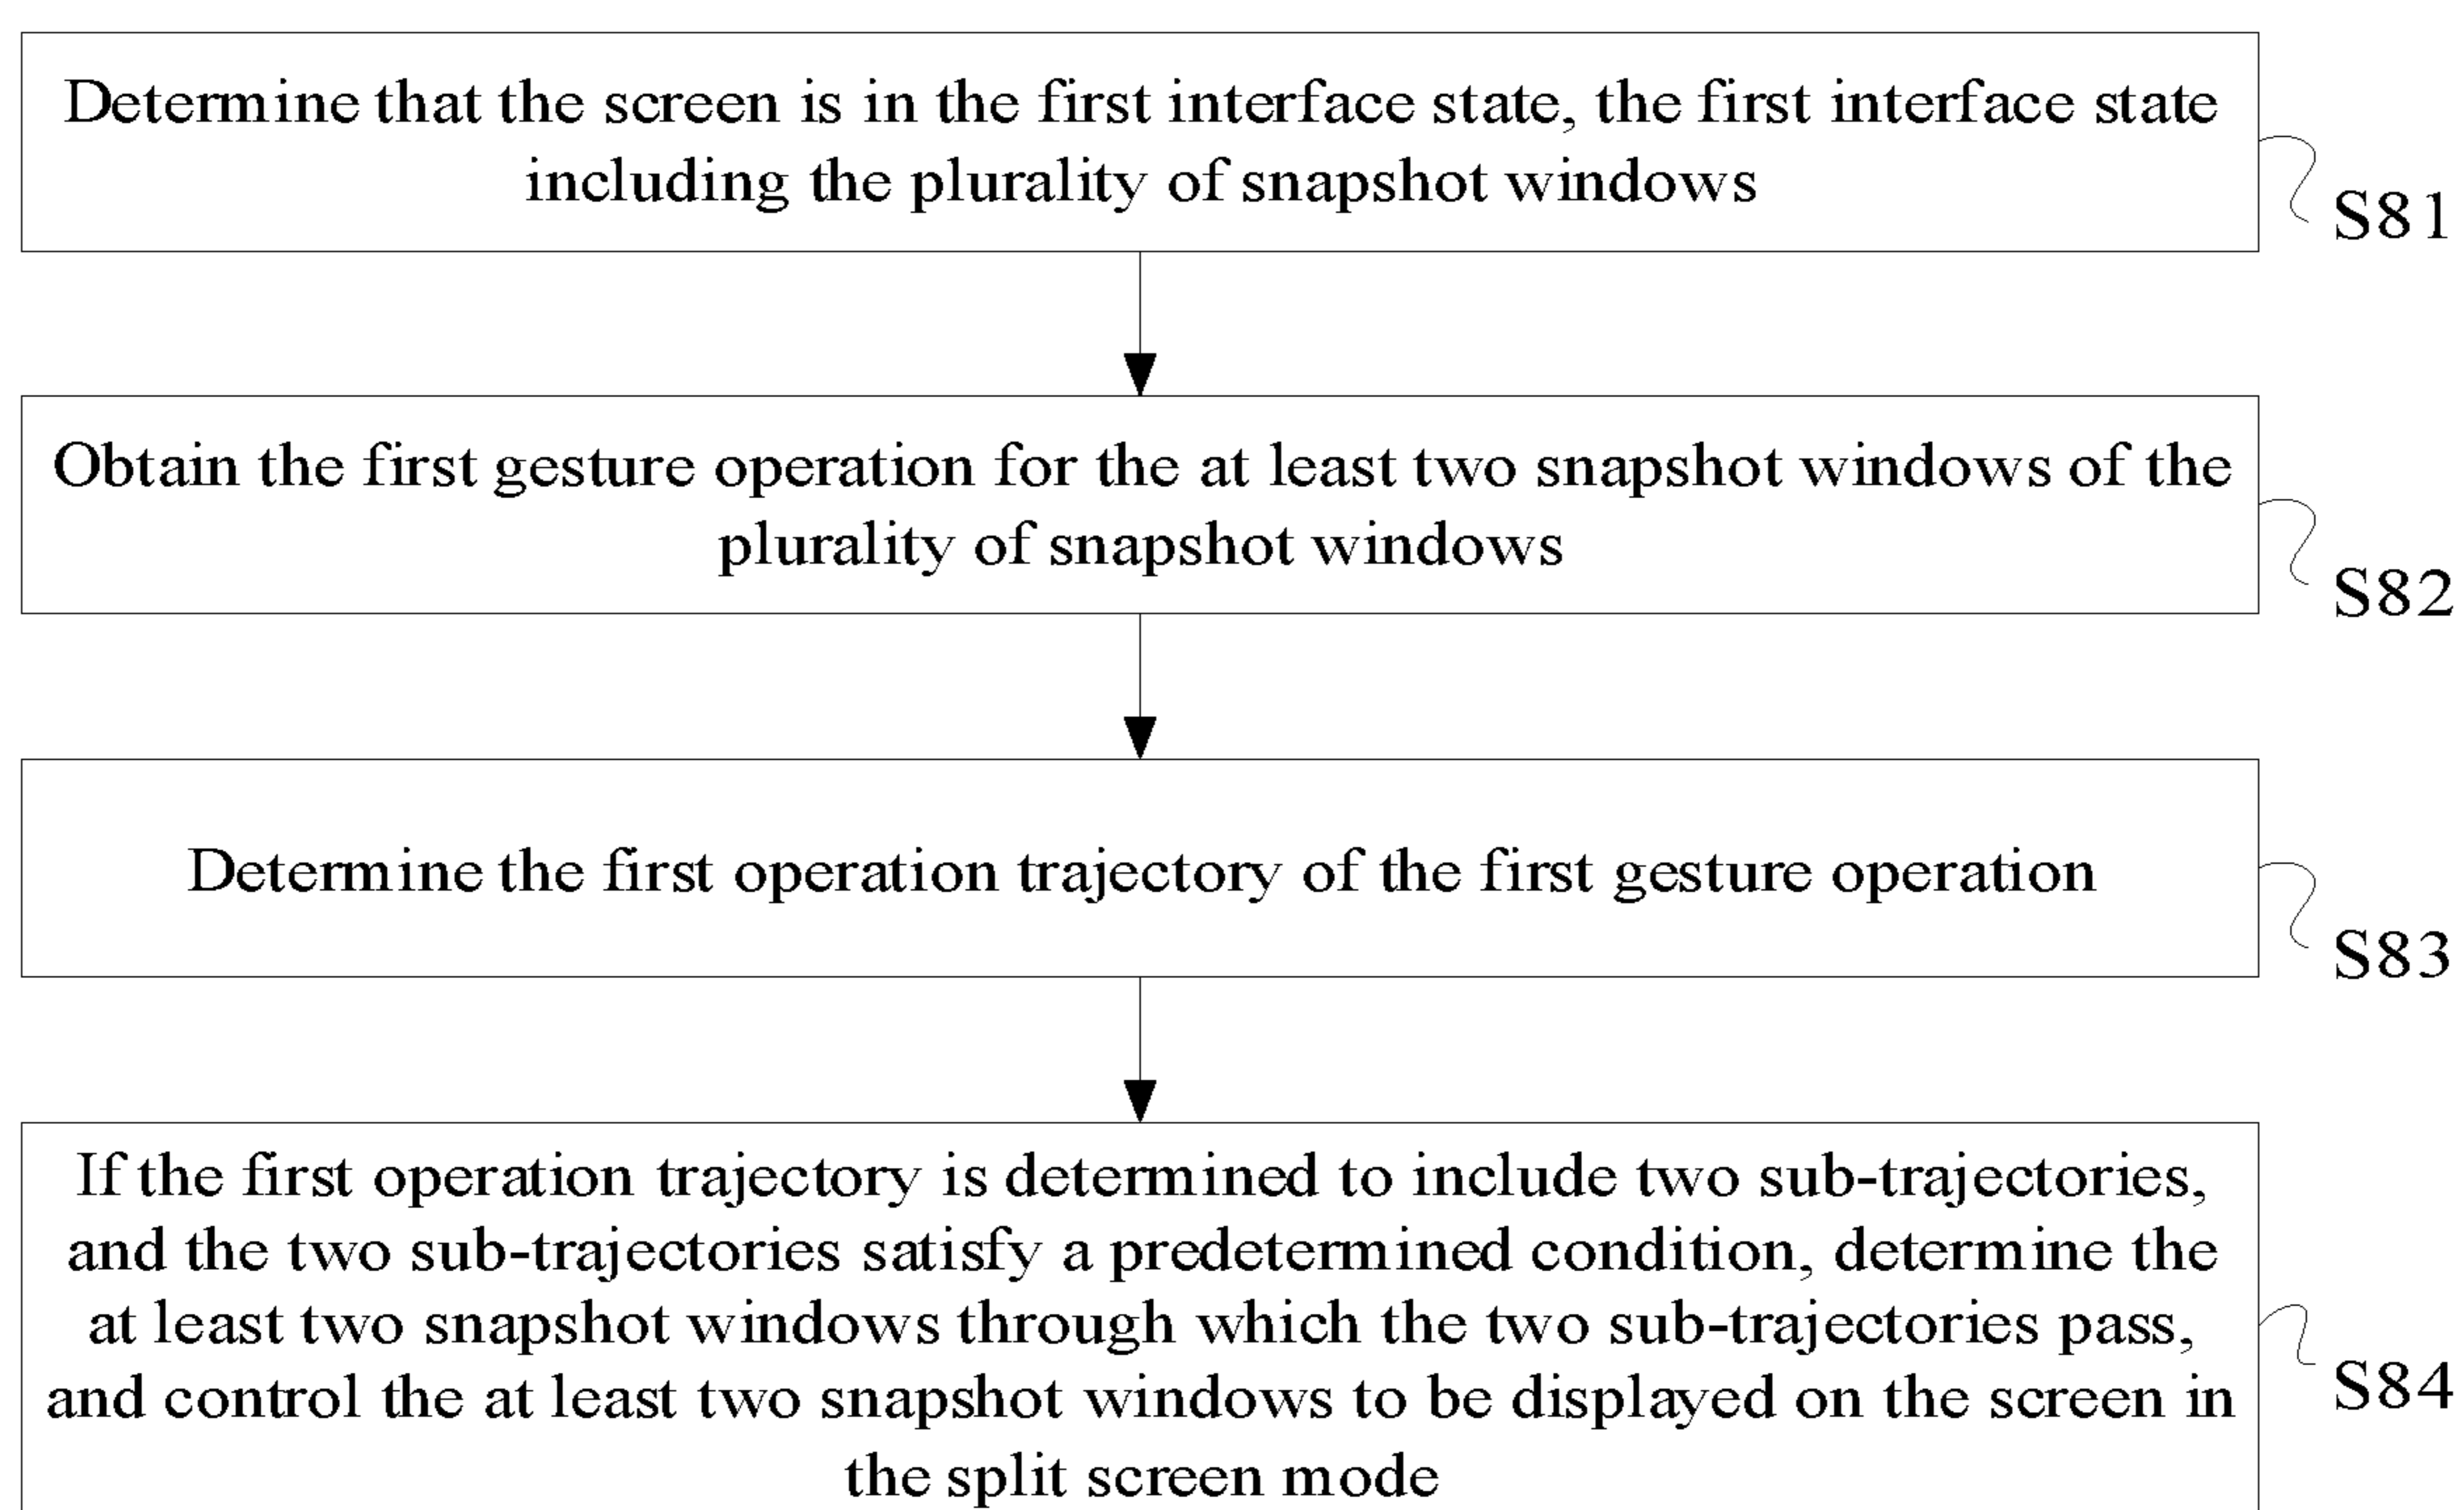 Determine that the screen is in the first interface state, the first interface state
including the plurality of snapshot windows
S81
Obtain the first gesture operation for the at least two snapshot windows of the
plurality of snapshot windows
S82
Determine the first operation trajectory of the first gesture operation
S83
If the first operation trajectory is determined to include two sub-trajectories,
and the two sub-trajectories satisfy a predetermined condition, determine the
at least two snapshot windows through which the two sub-trajectories pass,
and control the at least two snapshot windows to be displayed on the screen in
the split screen mode
S84